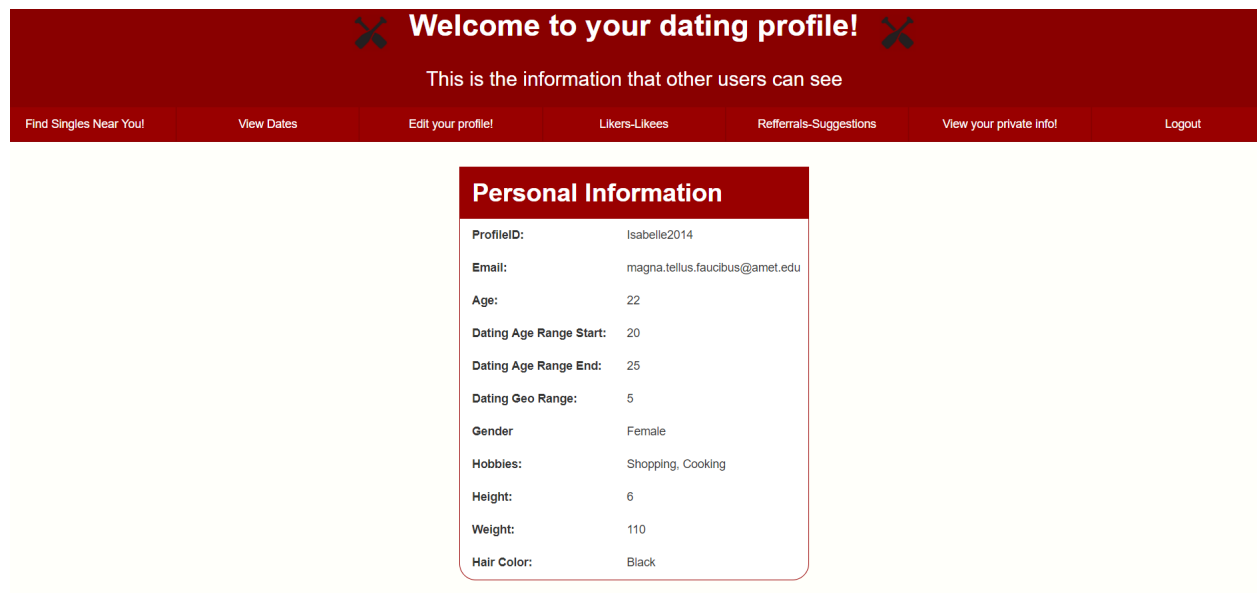 Welcome to your dating profile!
This is the information that other users can see
Find Singles Near You! View Dates Edit your profile! Likers-Likees Refferrals-Suggestions View your private info! Logout
Personal Information
ProfileID: Isabelle2014
Email: magna.tellus.faucibus@amet.edu
Age: 22
Dating Age Range Start: 20
Dating Age Range End: 25
Dating Geo Range: 5
Gender Female
Hobbies: Shopping, Cooking
Height: 6
Weight: 110
Hair Color: Black